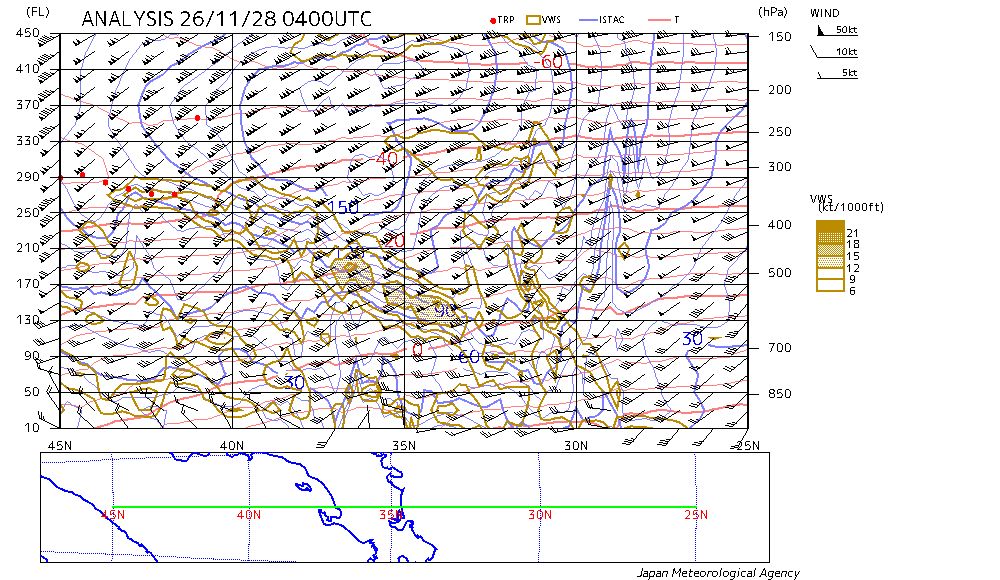 (FL) ANALYSIS 26/11/28 0400UTC TRP VWS ISTAC T (hPa) WIND
450 150
50kt
10kt
5kt
410
-60
370 200
330 250
40
290 300
150
VWS
(kt/1000ft)
250
400
21
18
15
12
9
6
210 20
120
170 500
130 90
30
90 0 60 700
30
50 850
10
45N 40N 35N 30N 25N
45N 40N 35N 30N 25N
Japan Meteorological Agency